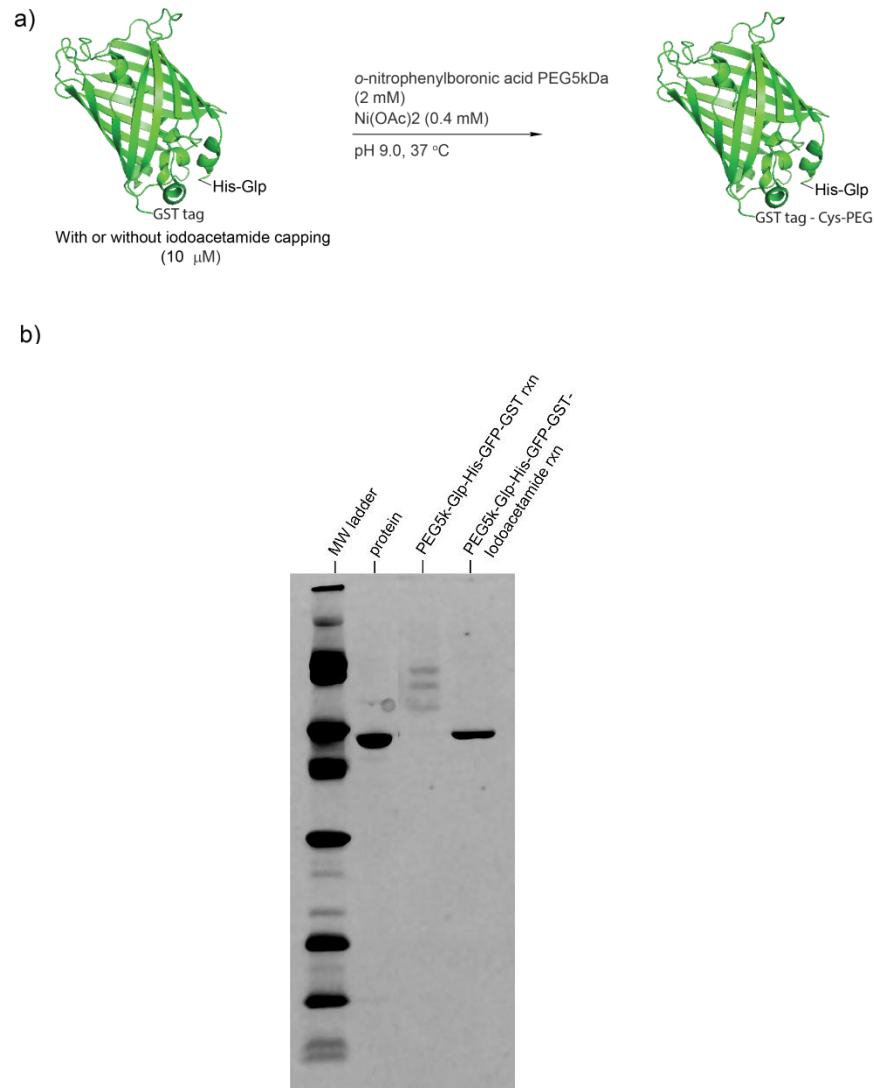 a)
His-Glp
GST tag
With or without iodoacetamide capping
(10 μM)
o-nitrophenylboronic acid PEG5kDa
(2 mM)
Ni(OAc)2 (0.4 mM)
pH 9.0, 37 °C
His-Glp
GST tag - Cys-PEG
b)
MW ladder
protein
PEG5k-Glp-His-GFP-GST rxn
PEG5k-Glp-His-GFP-GST-
Iodoacetamide rxn